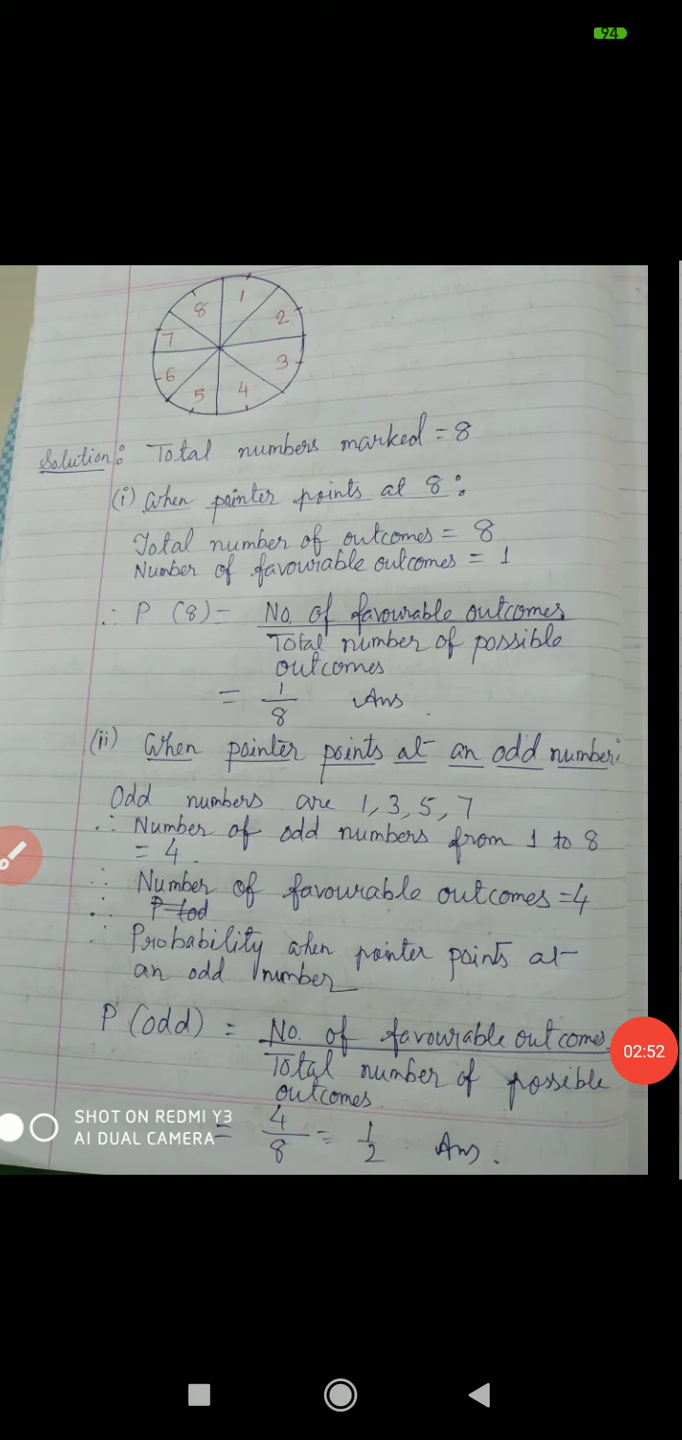 94
8 1
7 2
6 3
5 4
Solution: Total numbers marked = 8
(i) When pointer points at 8:
Total number of outcomes = 8
Number of favourable outcomes = 1
∴ P (8) = No. of favourable outcomes
Total number of possible
outcomes
= 1/8 Ans.
(ii) When pointer points at an odd number:
Odd numbers are 1, 3, 5, 7
∴ Number of odd numbers from 1 to 8
= 4.
∴ Number of favourable outcomes = 4
∴ P tod
∴ Probability when pointer points at
an odd number
P (odd) = No. of favourable outcomes
02:52
Total number of possible
outcomes.
= 4/8 = 1/2 Ans.
SHOT ON REDMI Y3
AI DUAL CAMERA